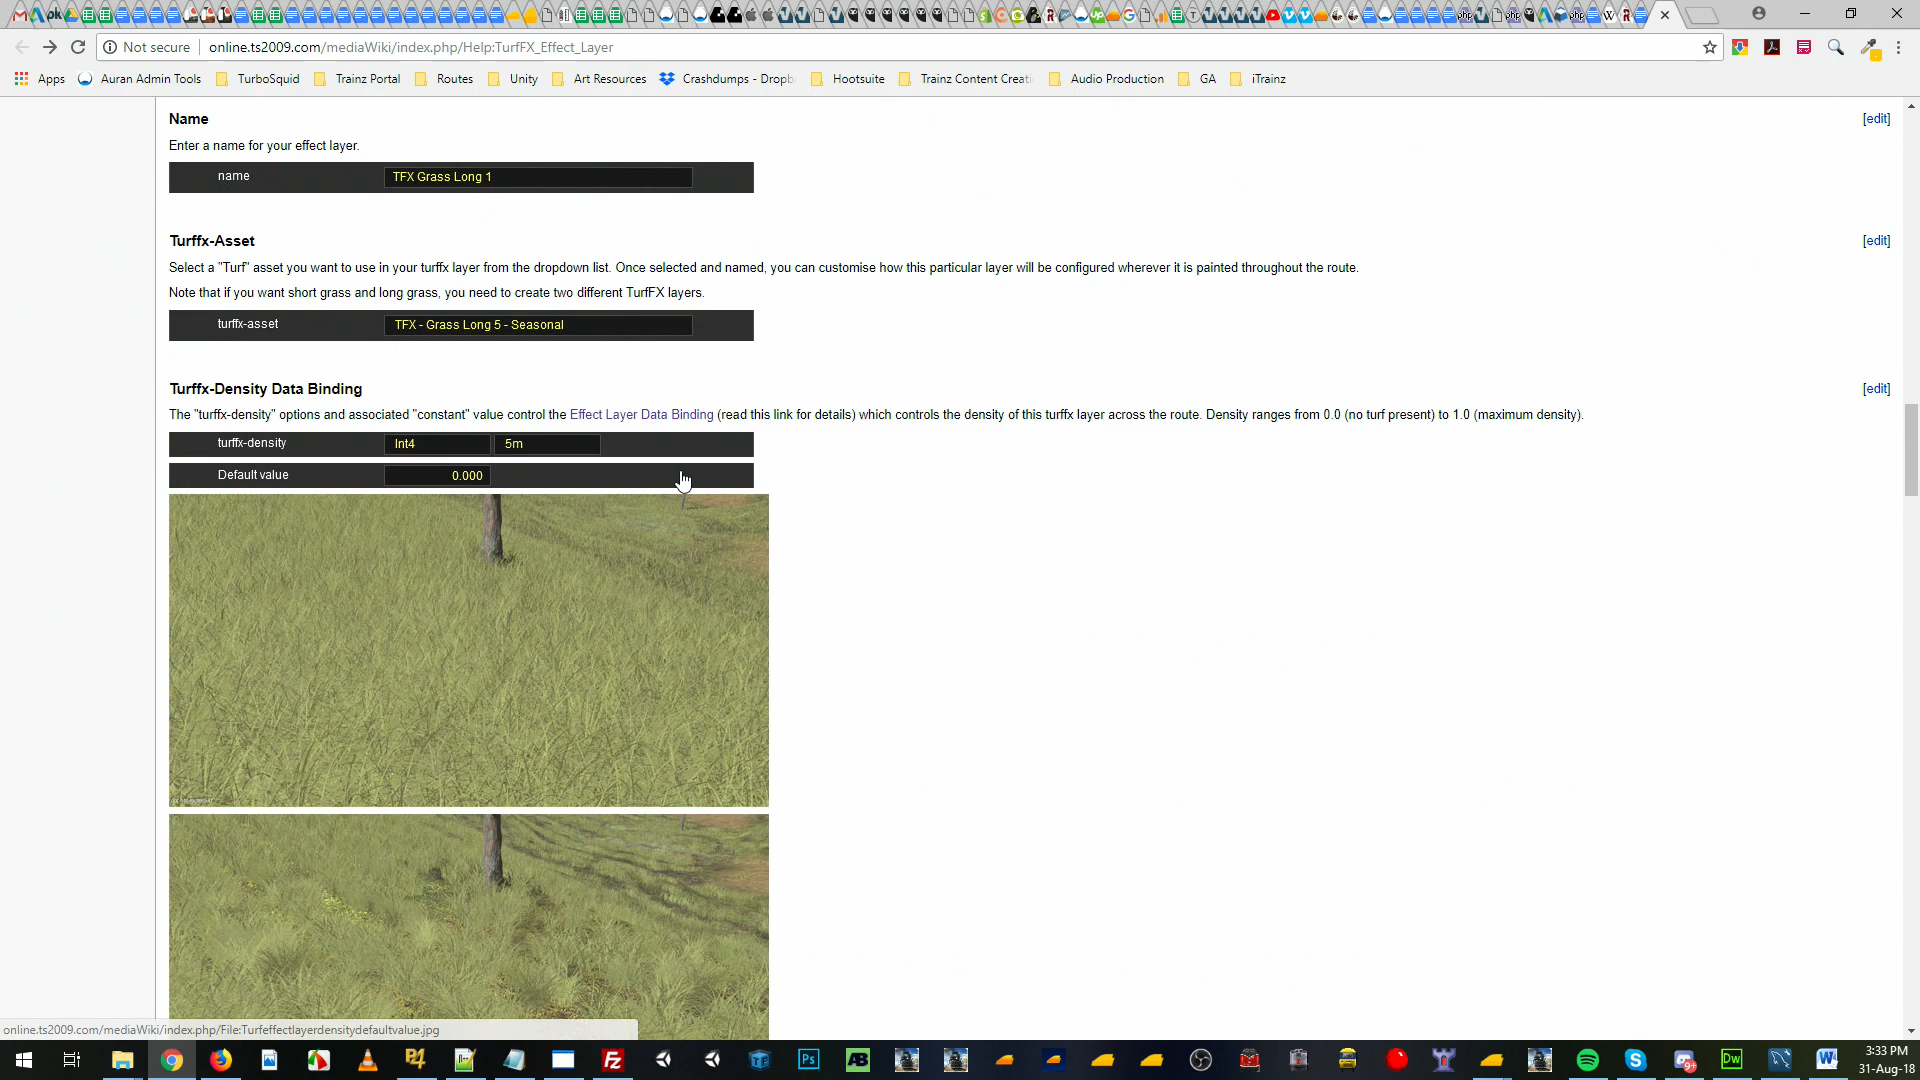 Not secure
online.ts2009.com/mediaWiki/index.php/Help:TurfFX_Effect_Layer
Apps
Auran Admin Tools
TurboSquid
Trainz Portal
Routes
Unity
Art Resources
Crashdumps - Dropb
Hootsuite
Trainz Content Creati
Audio Production
GA
iTrainz
Name [edit]
Enter a name for your effect layer.
name TFX Grass Long 1
Turffx-Asset [edit]
Select a "Turf" asset you want to use in your turffx layer from the dropdown list. Once selected and named, you can customise how this particular layer will be configured wherever it is painted throughout the route.
Note that if you want short grass and long grass, you need to create two different TurfFX layers.
turffx-asset TFX - Grass Long 5 - Seasonal
Turffx-Density Data Binding [edit]
The "turffx-density" options and associated "constant" value control the Effect Layer Data Binding (read this link for details) which controls the density of this turffx layer across the route. Density ranges from 0.0 (no turf present) to 1.0 (maximum density).
turffx-density Int4 5m
Default value 0.000
online.ts2009.com/mediaWiki/index.php/File:Turfeffectlayerdensitydefaultvalue.jpg
3:33 PM
31-Aug-18